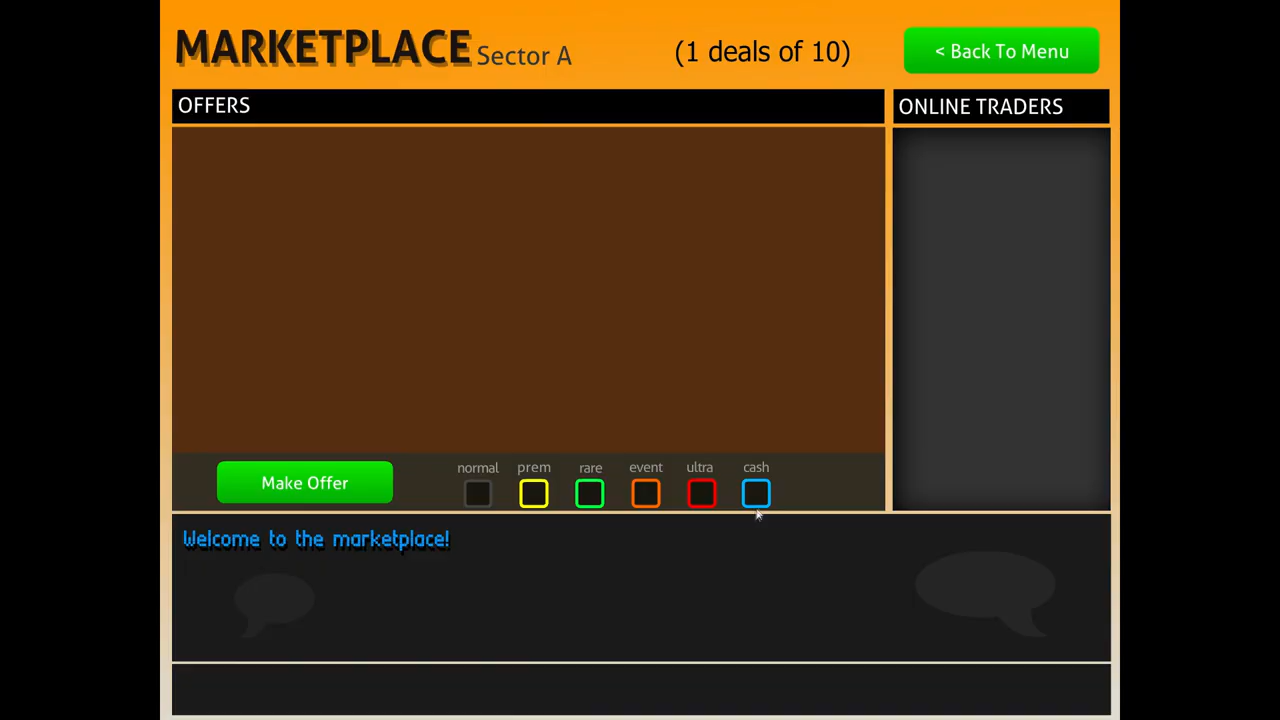 MARKETPLACE Sector A (1 deals of 10) < Back To Menu
OFFERS ONLINE TRADERS
normal prem rare event ultra cash
Make Offer
Welcome to the marketplace!